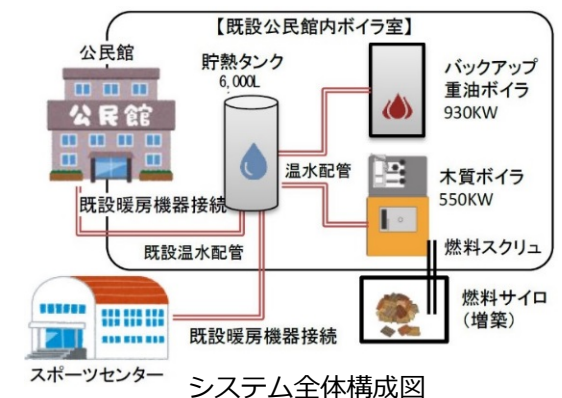 【既設公民館内ボイラ室】
公民館
貯熱タンク
6,000L
バックアップ
重油ボイラ
930KW
公民館
温水配管
木質ボイラ
550KW
既設暖房機器接続
既設温水配管
燃料スクリュ
燃料サイロ
(増築)
既設暖房機器接続
スポーツセンター
システム全体構成図